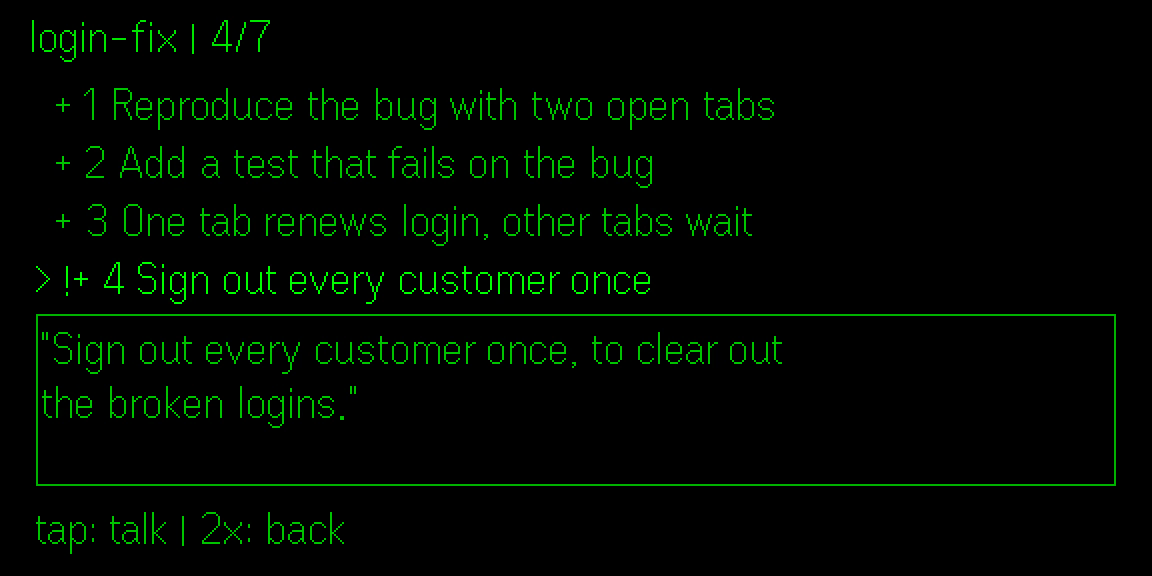 login-fix | 4/7
+ 1 Reproduce the bug with two open tabs
+ 2 Add a test that fails on the bug
+ 3 One tab renews login, other tabs wait
> !+ 4 Sign out every customer once
"Sign out every customer once, to clear out
the broken logins."
tap: talk | 2x: back